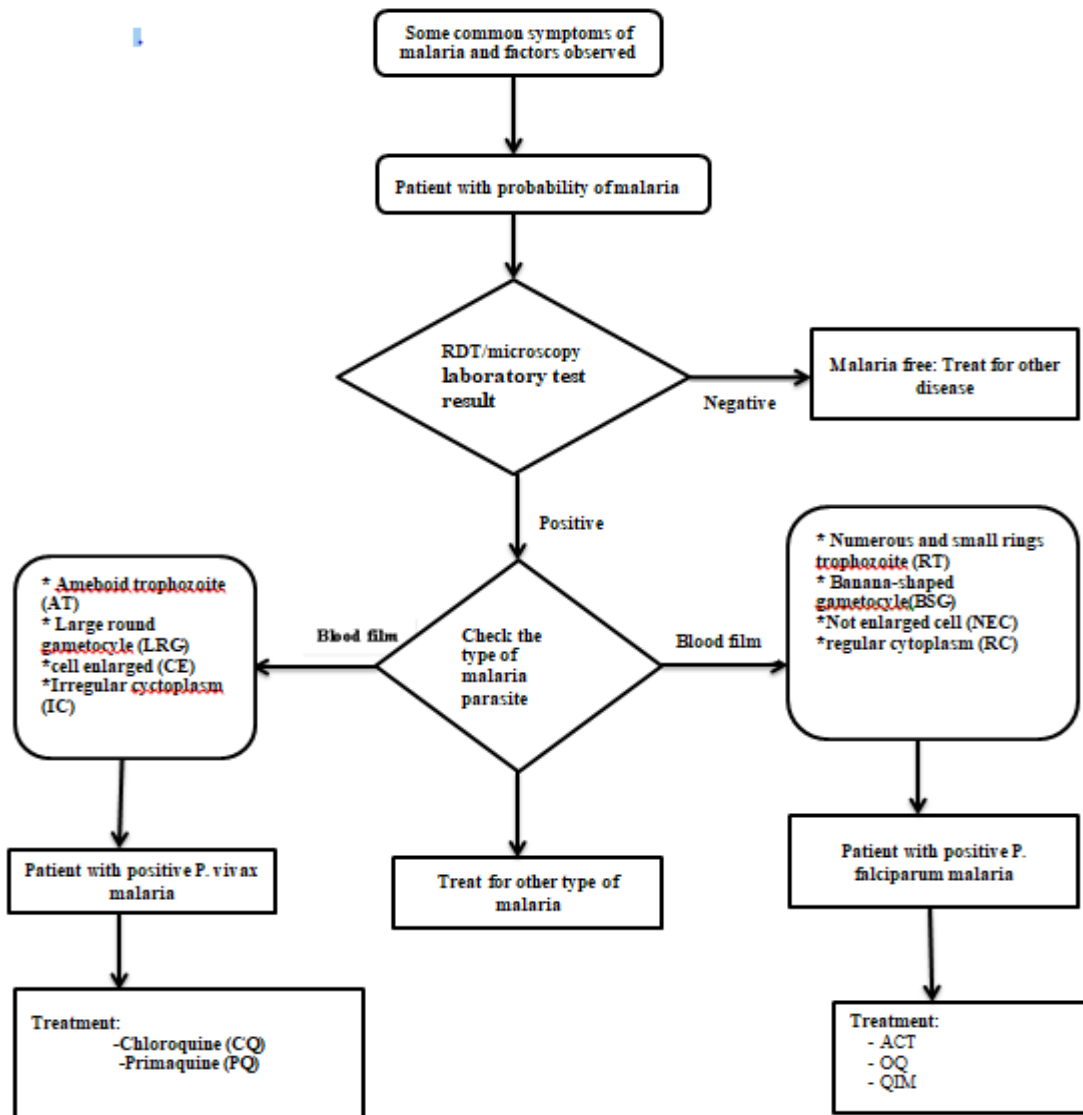 Some common symptoms of
malaria and factors observed
Patient with probability of malaria
RDT/microscopy
laboratory test
result
Negative
Malaria free: Treat for other
disease
Positive
* Ameboid trophozoite
(AT)
* Large round
gametocyle (LRG)
*cell enlarged (CE)
*Irregular cyctoplasm
(IC)
Blood film
Check the
type of
malaria
parasite
Blood film
* Numerous and small rings
trophozoite (RT)
* Banana-shaped
gametocyle(BSG)
*Not enlarged cell (NEC)
*regular cytoplasm (RC)
Patient with positive P. vivax
malaria
Treat for other type of
malaria
Patient with positive P.
falciparum malaria
Treatment:
-Chloroquine (CQ)
-Primaquine (PQ)
Treatment:
- ACT
- OQ
- QIM